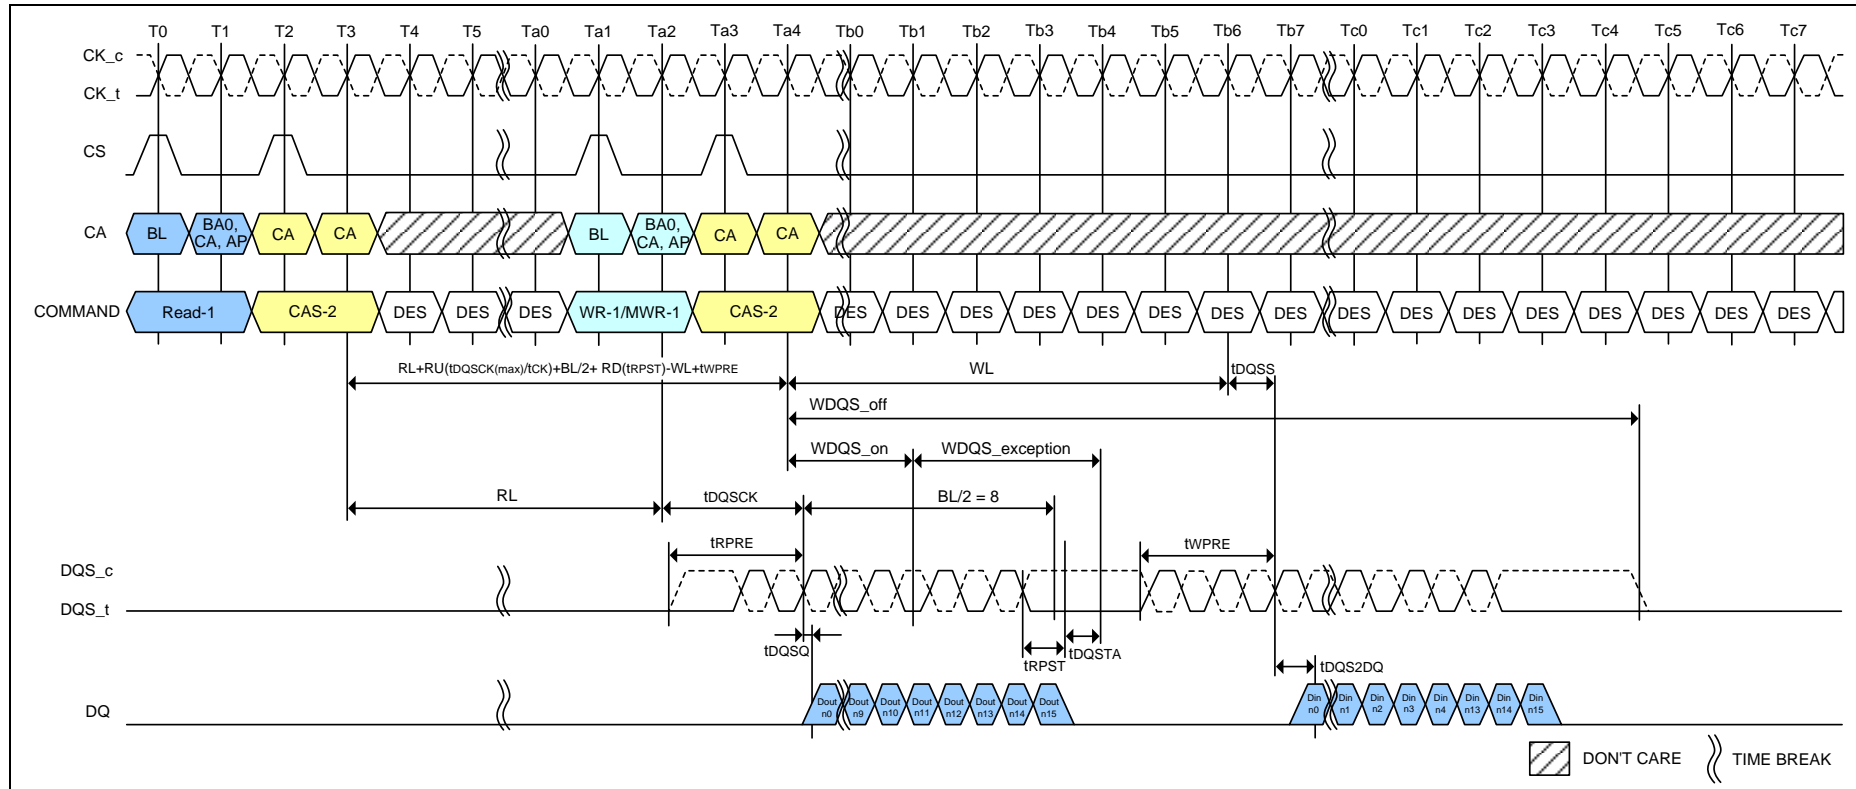 T0 T1 T2 T3 T4 T5 Ta0 Ta1 Ta2 Ta3 Ta4 Tb0 Tb1 Tb2 Tb3 Tb4 Tb5 Tb6 Tb7 Tc0 Tc1 Tc2 Tc3 Tc4 Tc5 Tc6 Tc7
CK_c
CK_t
CS
CA
BL
BA0,
CA, AP
CA
CA
BL
BA0,
CA, AP
CA
CA
COMMAND
Read-1 CAS-2 DES DES DES WR-1/MWR-1 CAS-2 DES DES DES DES DES DES DES DES DES DES DES DES DES DES DES DES
RL+RU(tDQSCK(max)/tCK)+BL/2+ RD(tRPST)-WL+tWPRE
WL
tDQSS
WDQS_off
WDQS_on
WDQS_exception
RL
tDQSCK
BL/2 = 8
tRPRE
tWPRE
DQS_c
DQS_t
tDQSQ
tRPST
tDQSTA
tDQS2DQ
DQ
Dout
n0
Dout
n9
Dout
n10
Dout
n11
Dout
n12
Dout
n13
Dout
n14
Dout
n15
Din
n0
Din
n1
Din
n2
Din
n3
Din
n4
Din
n13
Din
n14
Din
n15
DON'T CARE
TIME BREAK